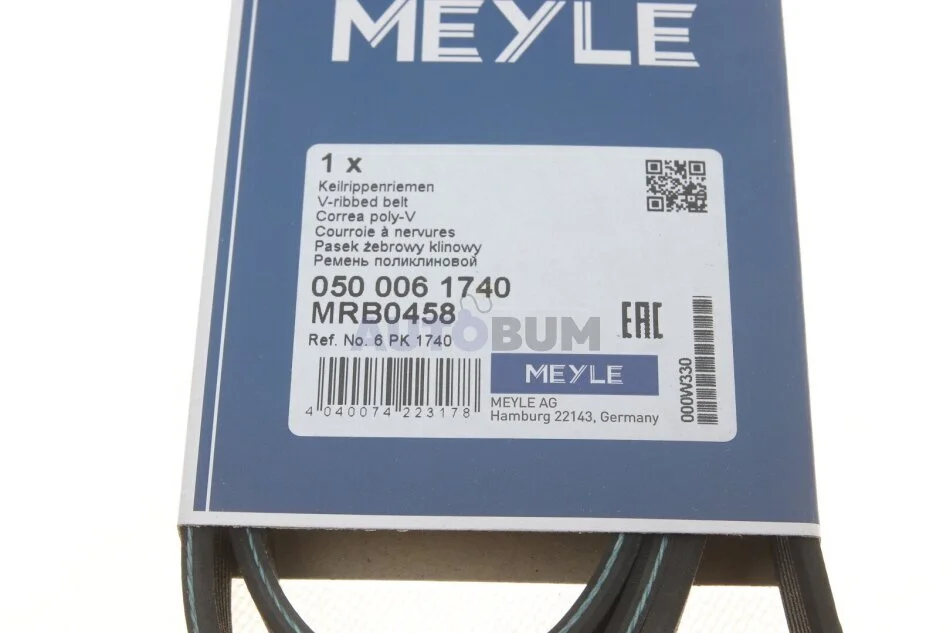 MEYLE
1 x
Keilrippenriemen
V-ribbed belt
Correa poly-V
Courroie à nervures
Pasek żebrowy klinowy
Ремень поликлиновой
050 006 1740
MRB0458
AUTOBUM
EAC
Ref. No. 6 PK 1740
MEYLE
4 040074 223178
MEYLE AG
Hamburg 22143, Germany
000W330